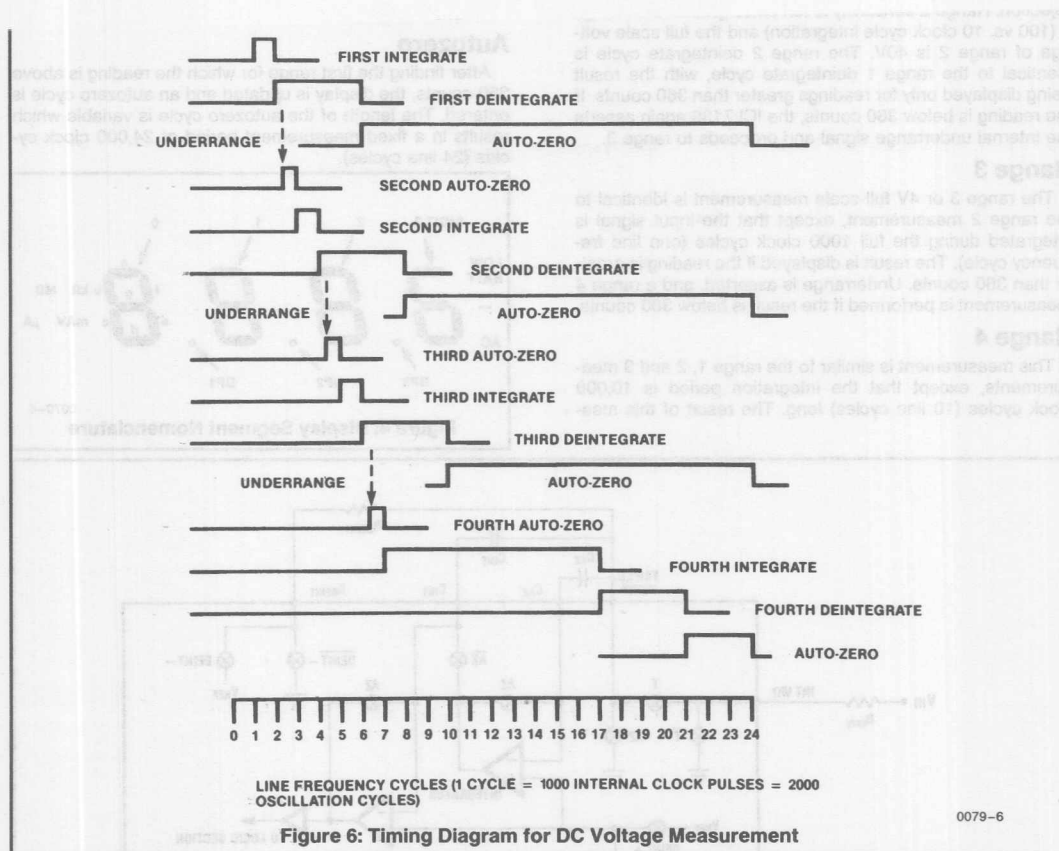 FIRST INTEGRATE
FIRST DEINTEGRATE
UNDERRANGE
AUTO-ZERO
SECOND AUTO-ZERO
SECOND INTEGRATE
SECOND DEINTEGRATE
UNDERRANGE
AUTO-ZERO
THIRD AUTO-ZERO
THIRD INTEGRATE
THIRD DEINTEGRATE
UNDERRANGE
AUTO-ZERO
FOURTH AUTO-ZERO
FOURTH INTEGRATE
FOURTH DEINTEGRATE
AUTO-ZERO
0 1 2 3 4 5 6 7 8 9 10 11 12 13 14 15 16 17 18 19 20 21 22 23 24
LINE FREQUENCY CYCLES (1 CYCLE = 1000 INTERNAL CLOCK PULSES = 2000
OSCILLATION CYCLES)
0079-6
Figure 6: Timing Diagram for DC Voltage Measurement